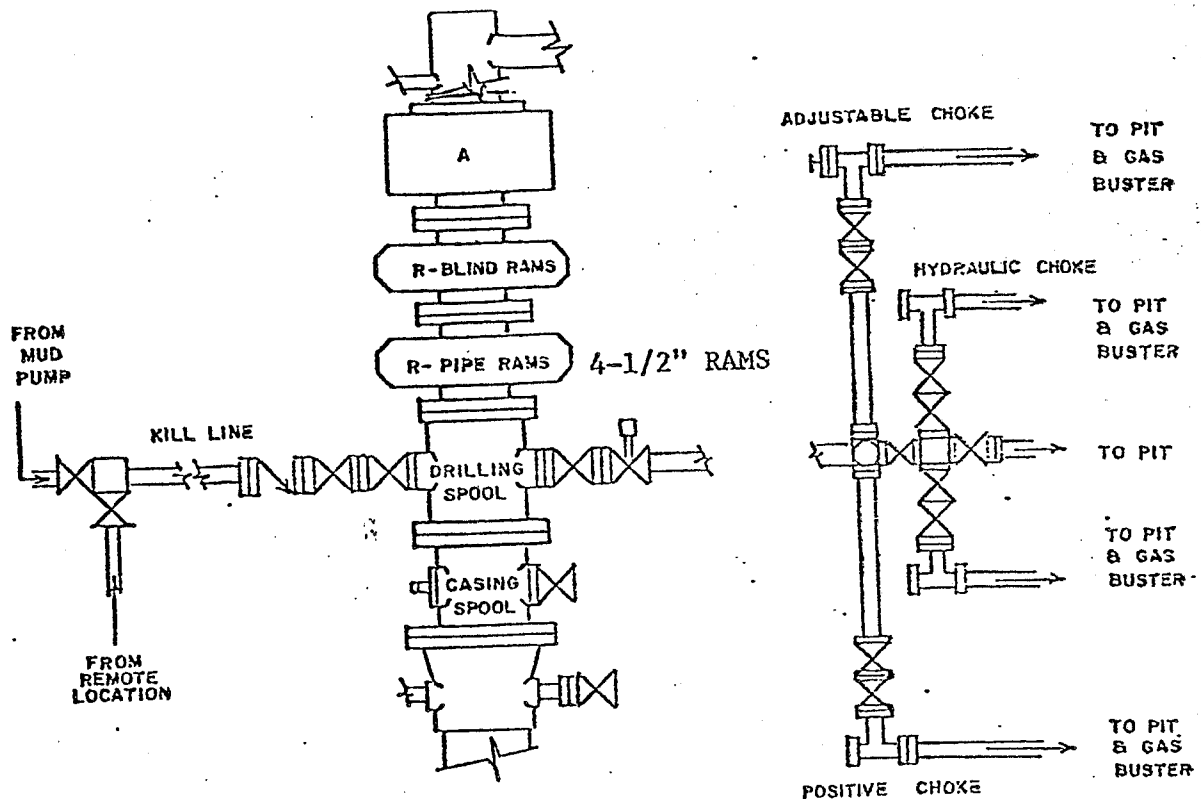 A
R-BLIND RAMS
R- PIPE RAMS
4-1/2" RAMS
FROM
MUD
PUMP
KILL LINE
DRILLING
SPOOL
CASING
SPOOL
FROM
REMOTE
LOCATION
ADJUSTABLE CHOKE
TO PIT
& GAS
BUSTER
HYDRAULIC CHOKE
TO PIT
& GAS
BUSTER
TO PIT
TO PIT
& GAS
BUSTER
TO PIT
& GAS
BUSTER
POSITIVE CHOKE